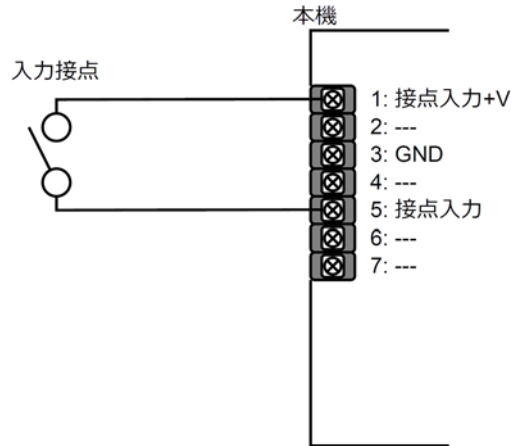 本機
入力接点
1: 接点入力+V
2: ---
3: GND
4: ---
5: 接点入力
6: ---
7: ---